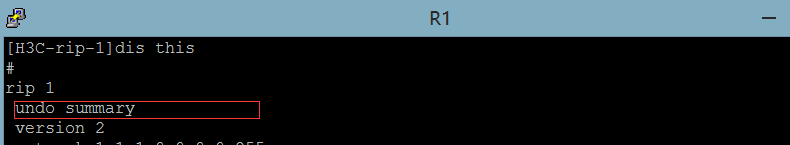 R1
[H3C-rip-1]dis this
#
rip 1
undo summary
version 2